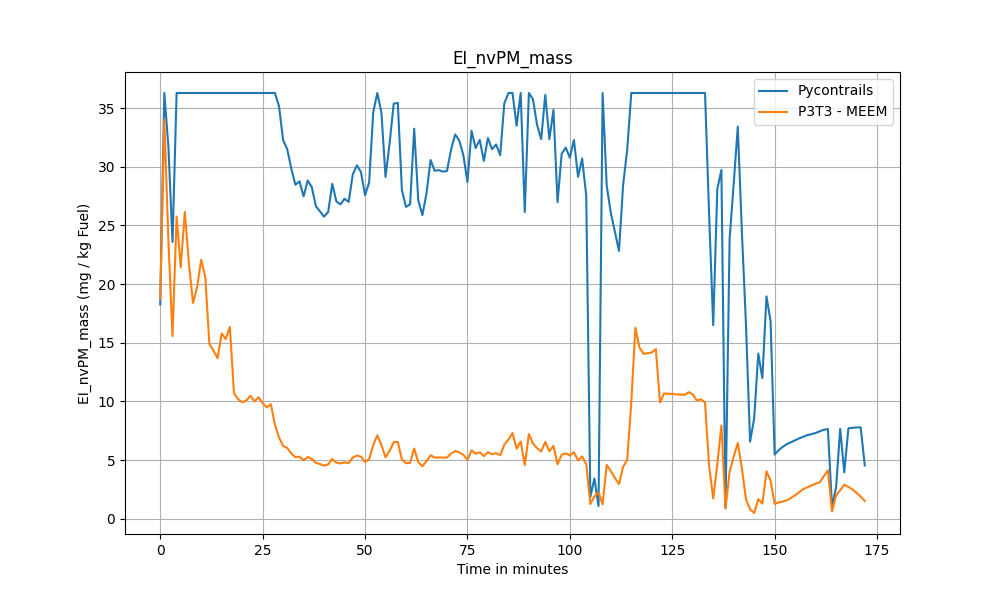 EI_nvPM_mass
Pycontrails
P3T3 - MEEM
EI_nvPM_mass (mg / kg Fuel)
35
30
25
20
15
10
5
0
0 25 50 75 100 125 150 175
Time in minutes